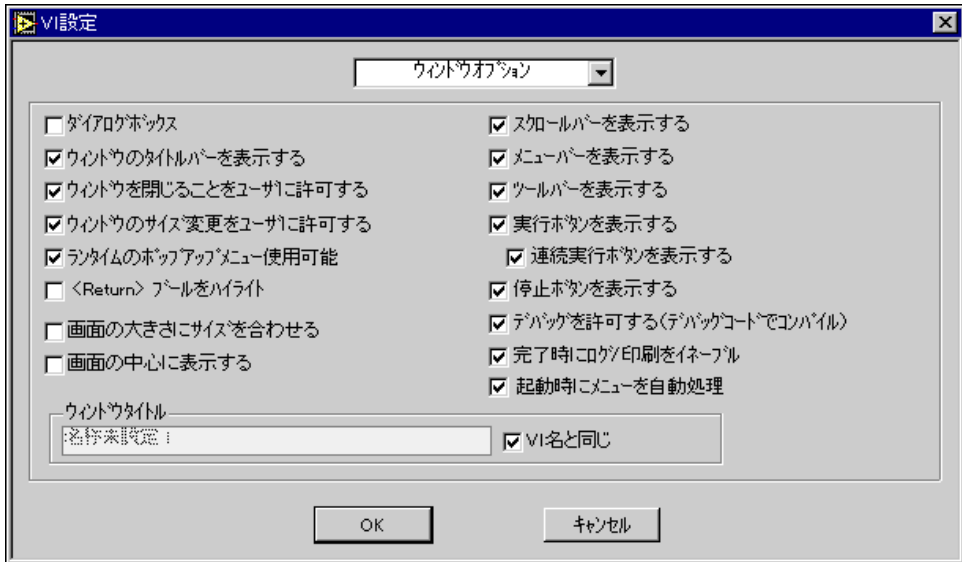 VI設定
ウィンドウオプション
ダイアログボックス
ウィンドウのタイトルバーを表示する
ウィンドウを閉じることをユーザに許可する
ウィンドウのサイズ変更をユーザに許可する
ランタイムのポップアップメニュー使用可能
<Return> ブールをハイライト
画面の大きさにサイズを合わせる
画面の中心に表示する
スクロールバーを表示する
メニューバーを表示する
ツールバーを表示する
実行ボタンを表示する
連続実行ボタンを表示する
停止ボタンを表示する
デバッグを許可する(デバッグコードでコンパイル)
完了時にログ/印刷をイネーブル
起動時にメニューを自動処理
ウィンドウタイトル
名称未設定 1
VI名と同じ
OK
キャンセル